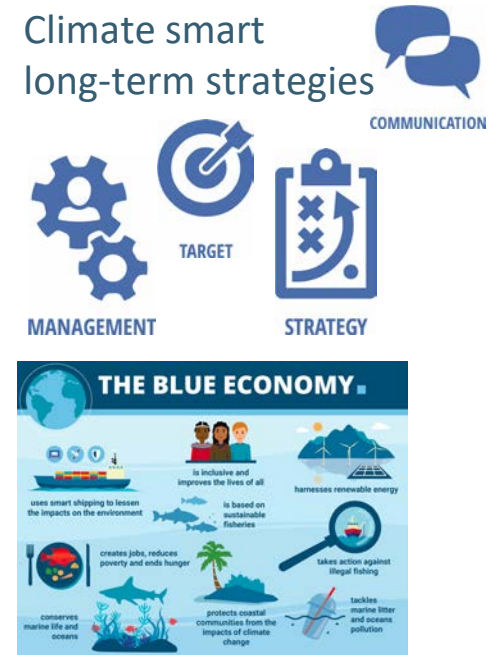 Climate smart
long-term strategies
COMMUNICATION
TARGET
MANAGEMENT
STRATEGY
THE BLUE ECONOMY.
uses smart shipping to lessen
the impacts on the environment
is inclusive and
improves the lives of all
harnesses renewable energy
is based on
sustainable
fisheries
creates jobs, reduces
poverty and ends hunger
takes action against
illegal fishing
conserves
marine life and
oceans
protects coastal
communities from the
impacts of climate
change
tackles
marine litter
and oceans
pollution